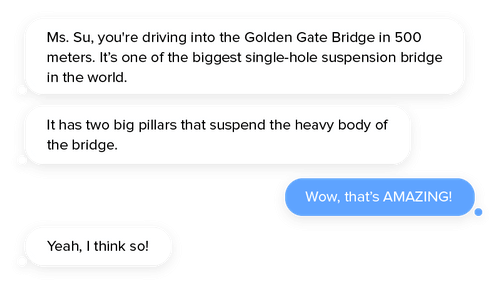 Ms. Su, you're driving into the Golden Gate Bridge in 500
meters. It's one of the biggest single-hole suspension bridge
in the world.
It has two big pillars that suspend the heavy body of
the bridge.
Wow, that's AMAZING!
Yeah, I think so!